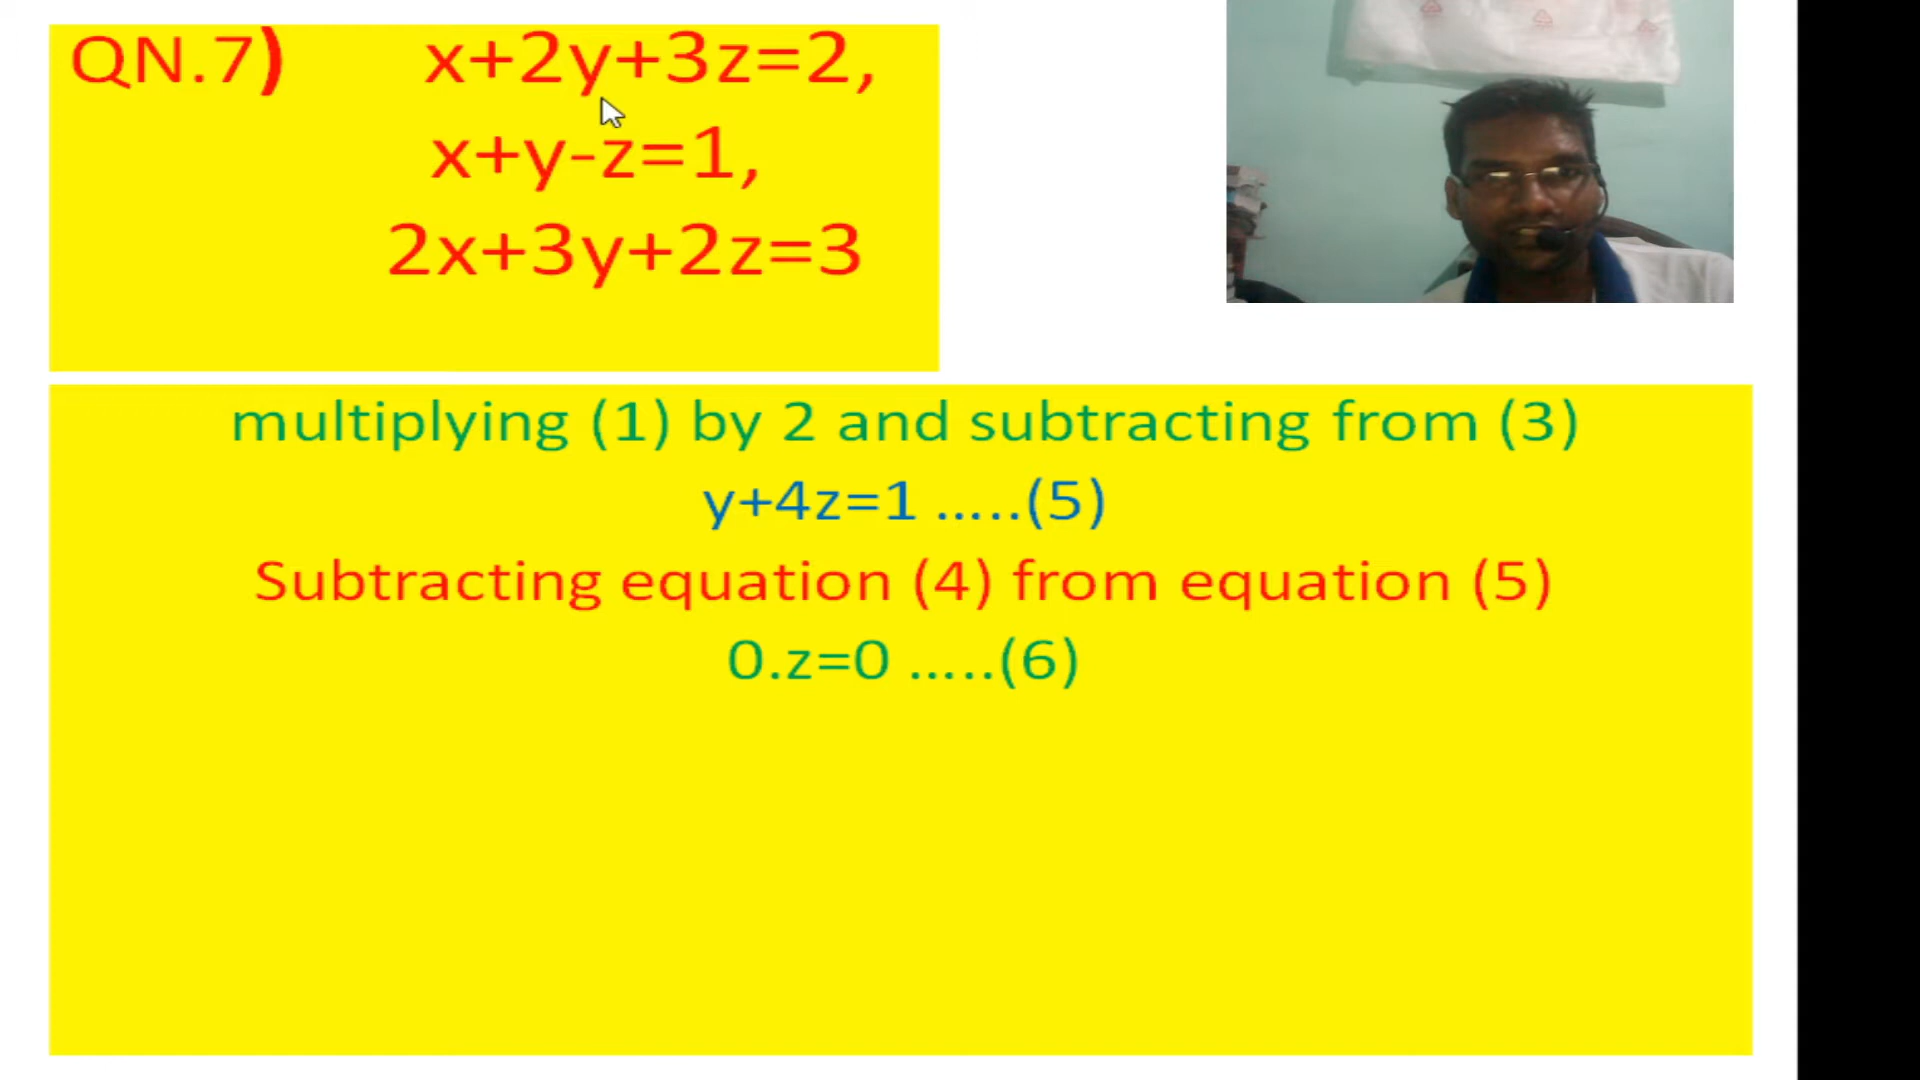 QN.7) x+2y+3z=2,
x+y-z=1,
2x+3y+2z=3
multiplying (1) by 2 and subtracting from (3)
y+4z=1 .....(5)
Subtracting equation (4) from equation (5)
0.z=0 .....(6)